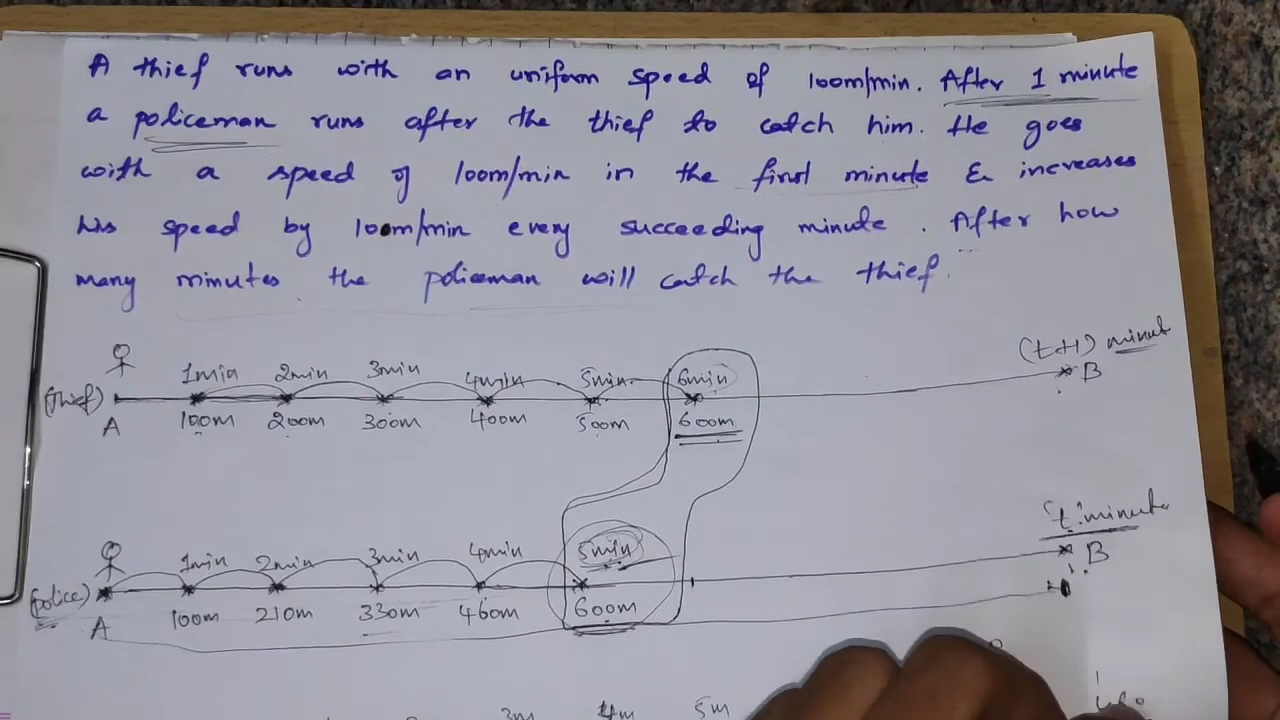 A thief runs with an uniform speed of 100m/min. After 1 minute
a policeman runs after the thief to catch him. He goes
with a speed of 100m/min in the first minute & increases
his speed by 100m/min every succeeding minute. After how
many minutes the policeman will catch the thief.
(t+1) minut
1min 2min 3min 4min 5min 6min
(Thief) B
A 100m 200m 300m 400m 500m 600m
't' minute
1min 2min 3min 4min 5min B
(police)
A 100m 210m 330m 460m 600m
3m 4m 5m